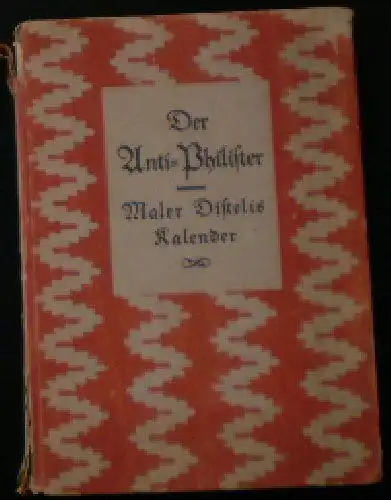 Der
Anti-Philister
Maler Distelis
Kalender